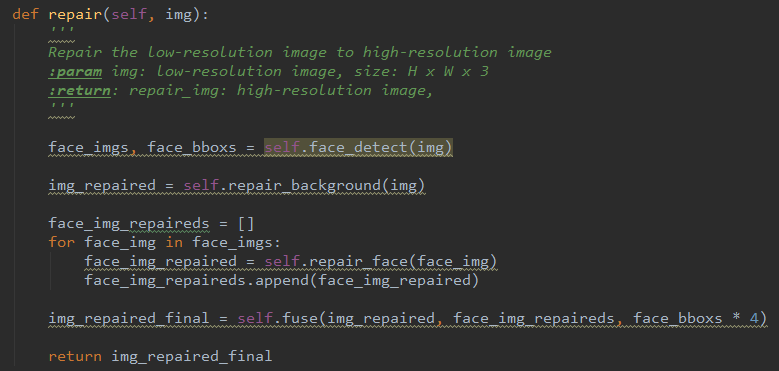 def repair(self, img):
'''
Repair the low-resolution image to high-resolution image
:param img: low-resolution image, size: H x W x 3
:return: repair_img: high-resolution image,
'''
face_imgs, face_bboxs = self.face_detect(img)
img_repaired = self.repair_background(img)
face_img_repaireds = []
for face_img in face_imgs:
face_img_repaired = self.repair_face(face_img)
face_img_repaireds.append(face_img_repaired)
img_repaired_final = self.fuse(img_repaired, face_img_repaireds, face_bboxs * 4)
return img_repaired_final